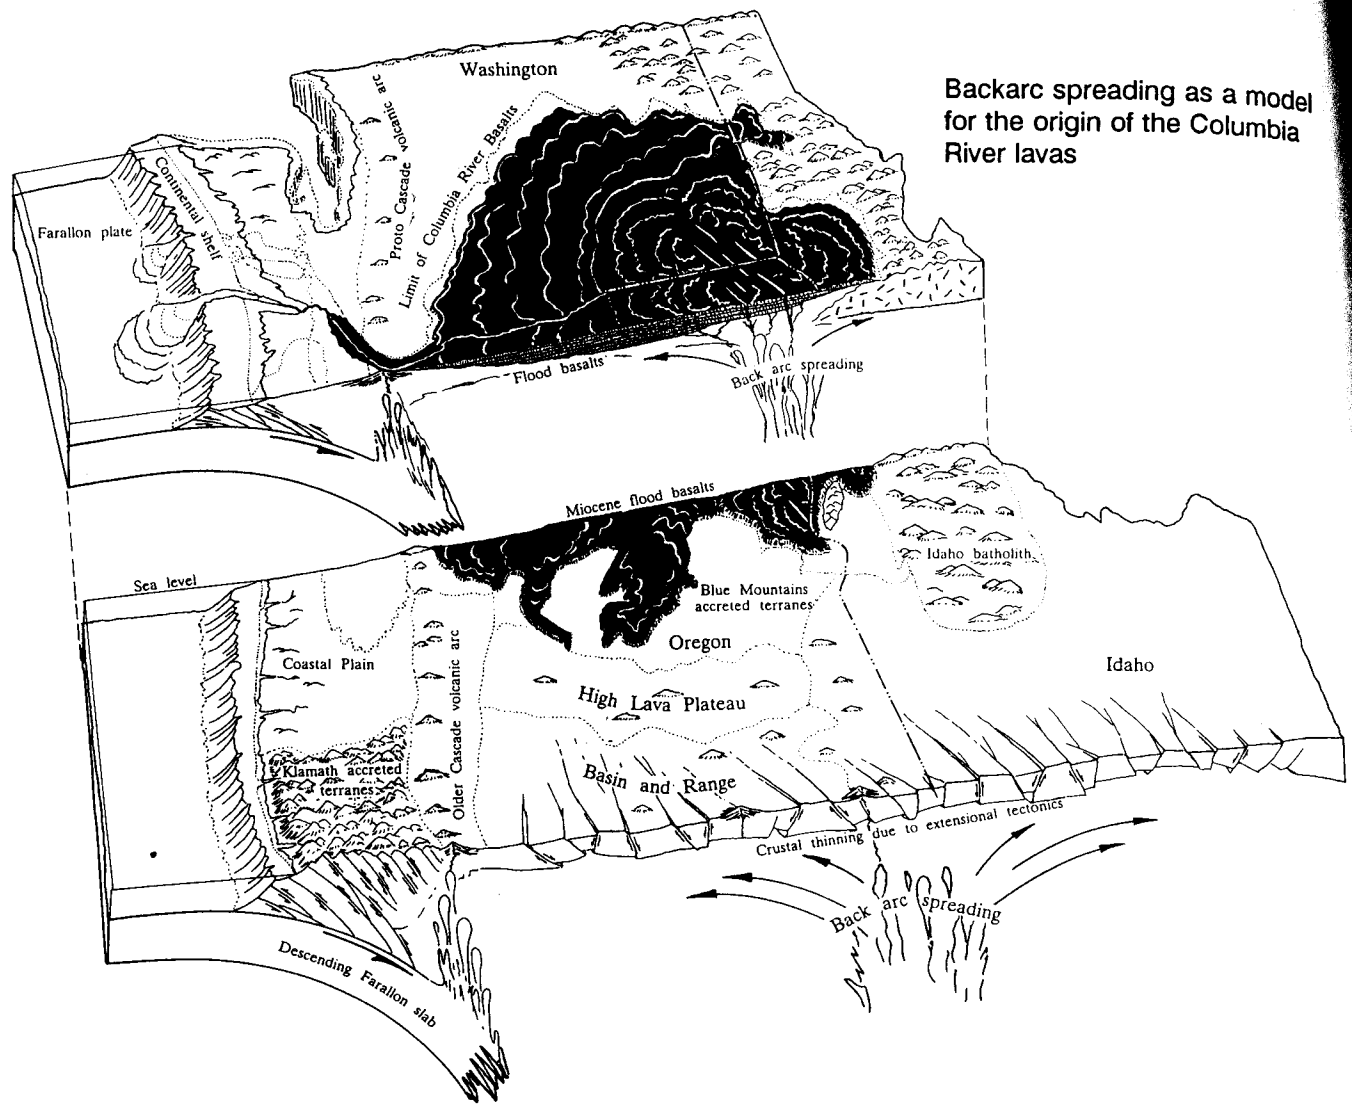 Backarc spreading as a model
for the origin of the Columbia
River lavas
Washington
Proto Cascade volcanic arc
Limit of Columbia River Basalts
Continental shelf
Farallon plate
Flood basalts
Back arc spreading
Miocene flood basalts
Sea level
Idaho batholith
Blue Mountains
accreted terranes
Oregon
Coastal Plain
Older Cascade volcanic arc
High Lava Plateau
Idaho
Klamath accreted
terranes
Basin and Range
Crustal thinning due to extensional tectonics
Back arc spreading
Descending Farallon slab